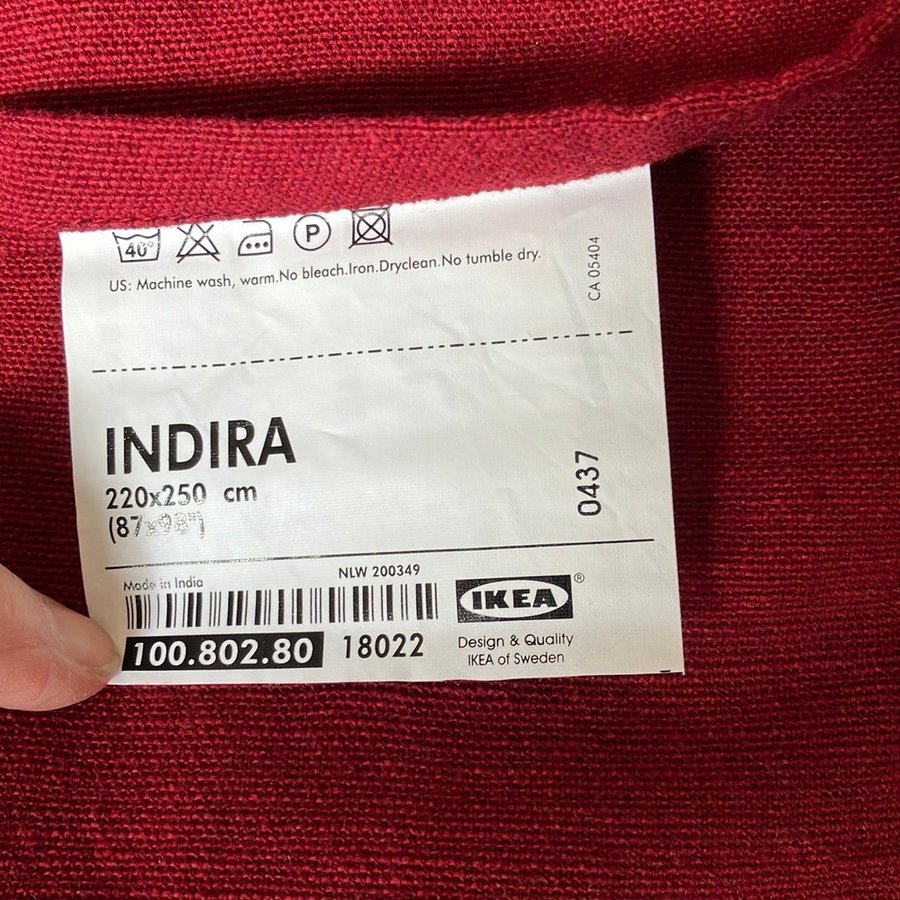 40°
P
US: Machine wash, warm.No bleach.Iron.Dryclean.No tumble dry.
CA 05404
INDIRA
220x250 cm
(87x98")
0437
Made in India
NLW 200349
IKEA®
100.802.80 18022
Design & Quality
IKEA of Sweden